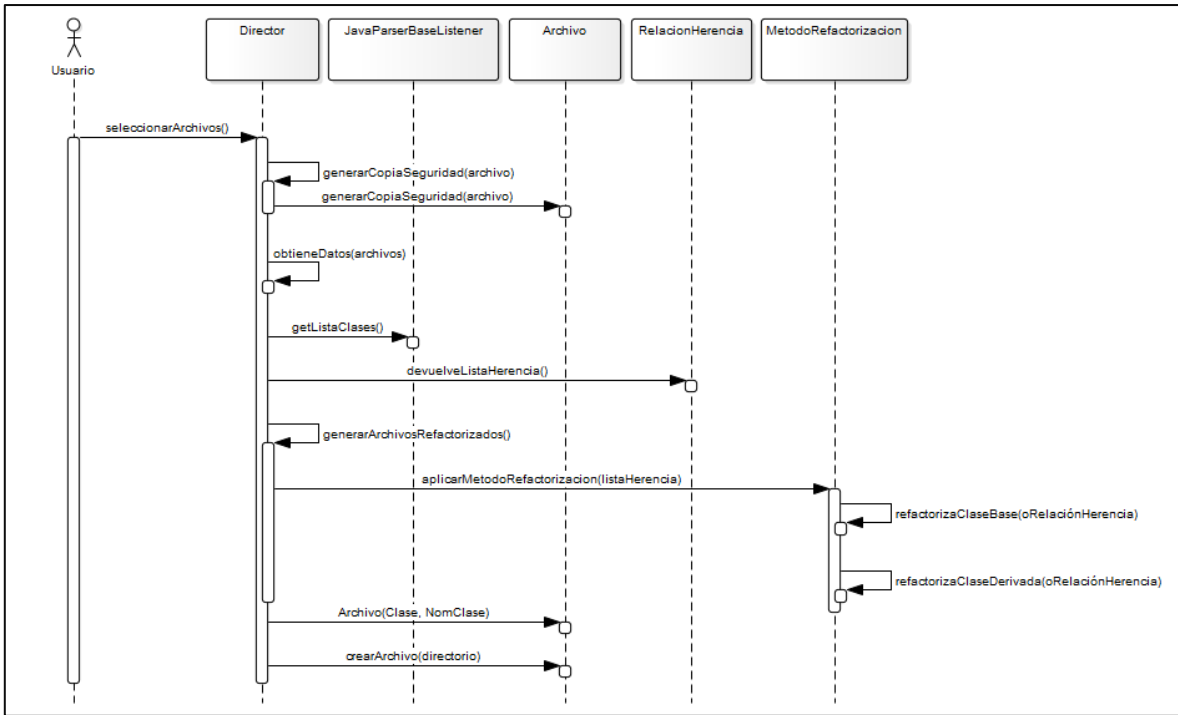 Usuario
Director
JavaParserBaseListener
Archivo
RelacionHerencia
MetodoRefactorizacion
seleccionarArchivos()
generarCopiaSeguridad(archivo)
generarCopiaSeguridad(archivo)
obtieneDatos(archivos)
getListaClases()
devuelveListaHerencia()
generarArchivosRefactorizados()
aplicarMetodoRefactorizacion(listaHerencia)
refactorizaClaseBase(oRelaciónHerencia)
refactorizaClaseDerivada(oRelaciónHerencia)
Archivo(Clase, NomClase)
crearArchivo(directorio)